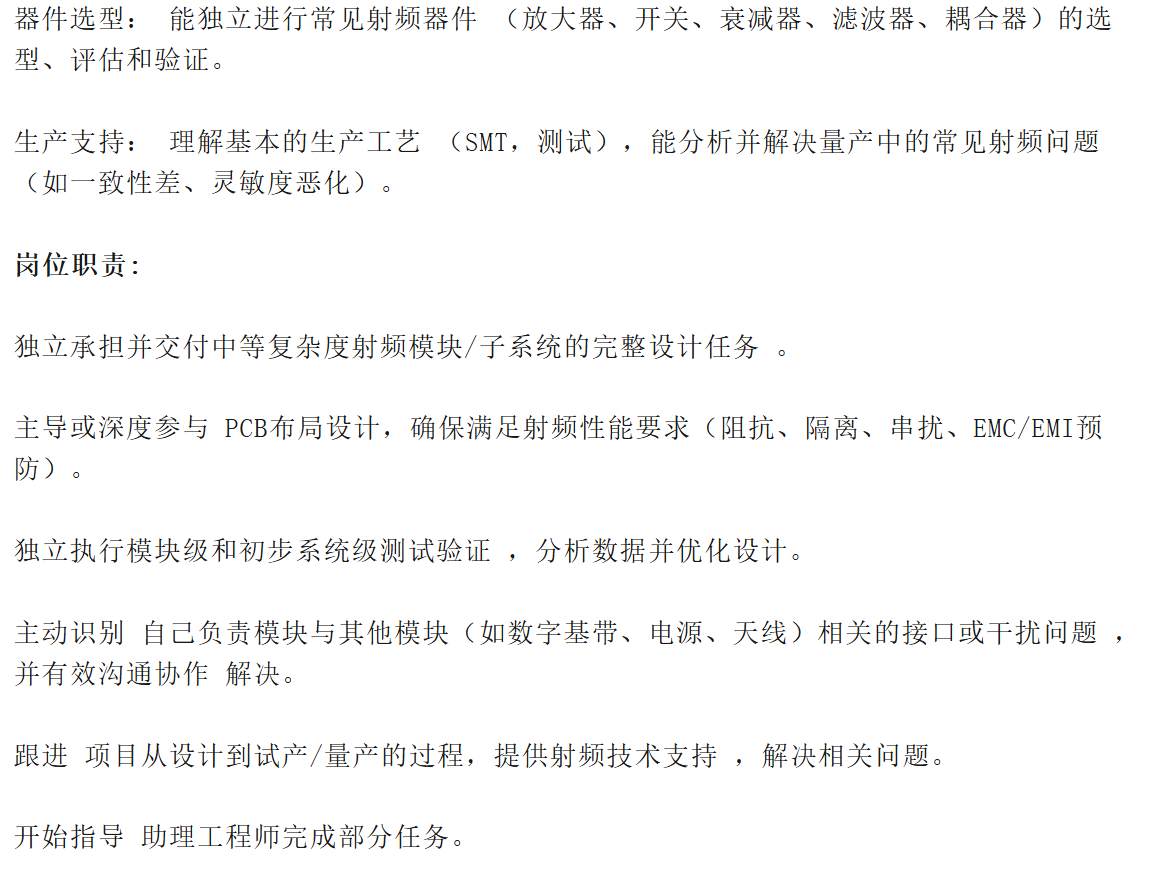 器件选型： 能独立进行常见射频器件 （放大器、开关、衰减器、滤波器、耦合器）的选
型、评估和验证。
生产支持： 理解基本的生产工艺 （SMT，测试），能分析并解决量产中的常见射频问题
（如一致性差、灵敏度恶化）。
岗位职责:
独立承担并交付中等复杂度射频模块/子系统的完整设计任务 。
主导或深度参与 PCB布局设计，确保满足射频性能要求（阻抗、隔离、串扰、EMC/EMI预
防）。
独立执行模块级和初步系统级测试验证 ，分析数据并优化设计。
主动识别 自己负责模块与其他模块（如数字基带、电源、天线）相关的接口或干扰问题 ，
并有效沟通协作 解决。
跟进 项目从设计到试产/量产的过程，提供射频技术支持 ，解决相关问题。
开始指导 助理工程师完成部分任务。